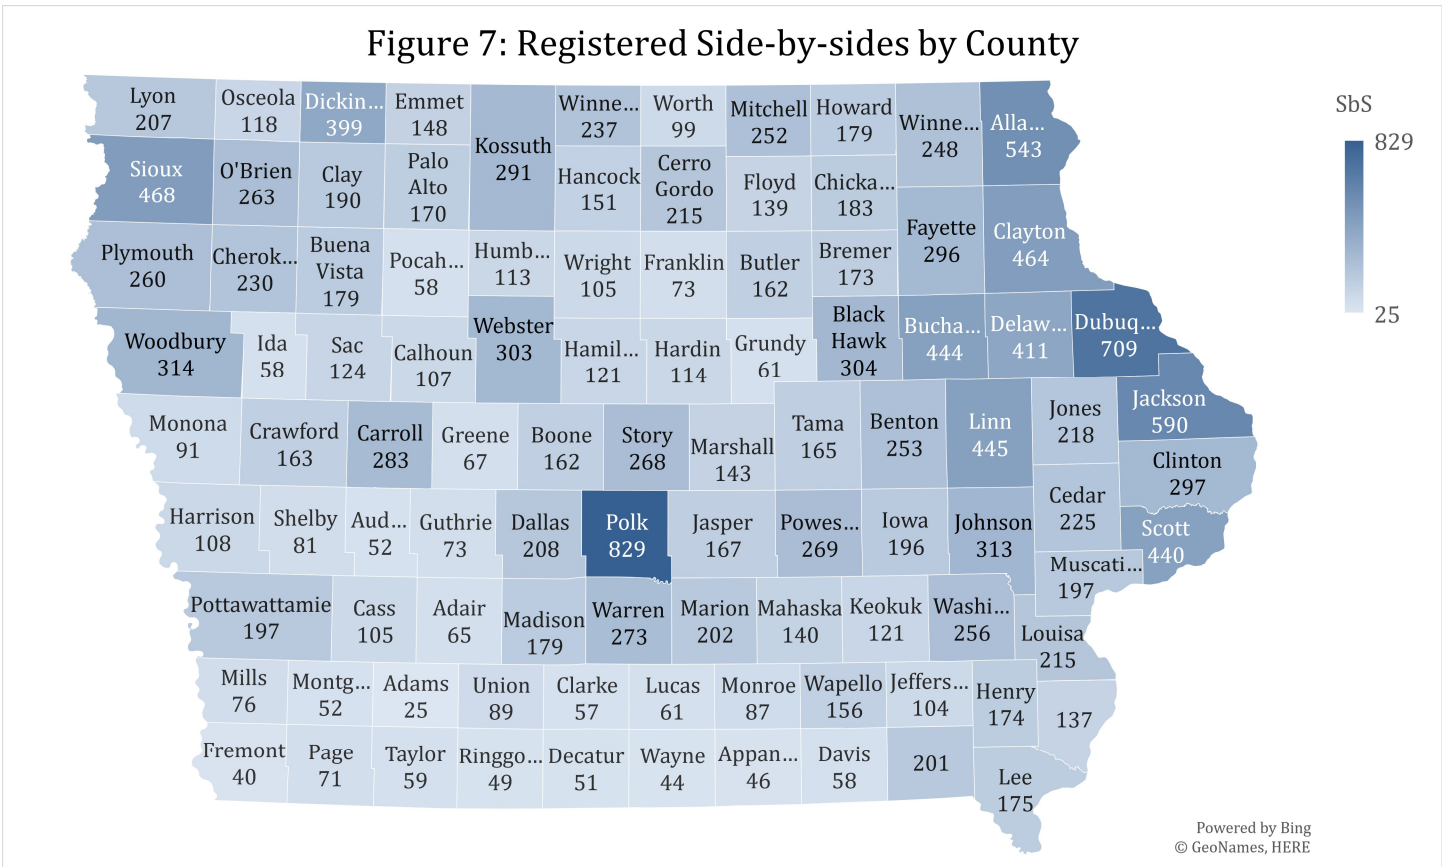 Figure 7: Registered Side-by-sides by County
SbS
829
25
Lyon
207
Osceola
118
Dickin...
399
Emmet
148
Kossuth
291
Winne...
237
Worth
99
Mitchell
252
Howard
179
Winne...
248
Alla...
543
Sioux
468
O'Brien
263
Clay
190
Palo
Alto
170
Hancock
151
Cerro
Gordo
215
Floyd
139
Chicka...
183
Fayette
296
Clayton
464
Plymouth
260
Cherok...
230
Buena
Vista
179
Pocah...
58
Humb...
113
Wright
105
Franklin
73
Butler
162
Bremer
173
Woodbury
314
Ida
58
Sac
124
Calhoun
107
Webster
303
Hamil...
121
Hardin
114
Grundy
61
Black
Hawk
304
Bucha...
444
Delaw...
411
Dubuq...
709
Monona
91
Crawford
163
Carroll
283
Greene
67
Boone
162
Story
268
Marshall
143
Tama
165
Benton
253
Linn
445
Jones
218
Jackson
590
Clinton
297
Harrison
108
Shelby
81
Aud...
52
Guthrie
73
Dallas
208
Polk
829
Jasper
167
Powes...
269
Iowa
196
Johnson
313
Cedar
225
Scott
440
Muscati...
197
Pottawattamie
197
Cass
105
Adair
65
Madison
179
Warren
273
Marion
202
Mahaska
140
Keokuk
121
Washi...
256
Louisa
215
Mills
76
Montg...
52
Adams
25
Union
89
Clarke
57
Lucas
61
Monroe
87
Wapello
156
Jeffers...
104
Henry
174
137
Fremont
40
Page
71
Taylor
59
Ringgo...
49
Decatur
51
Wayne
44
Appan...
46
Davis
58
201
Lee
175
Powered by Bing
© GeoNames, HERE